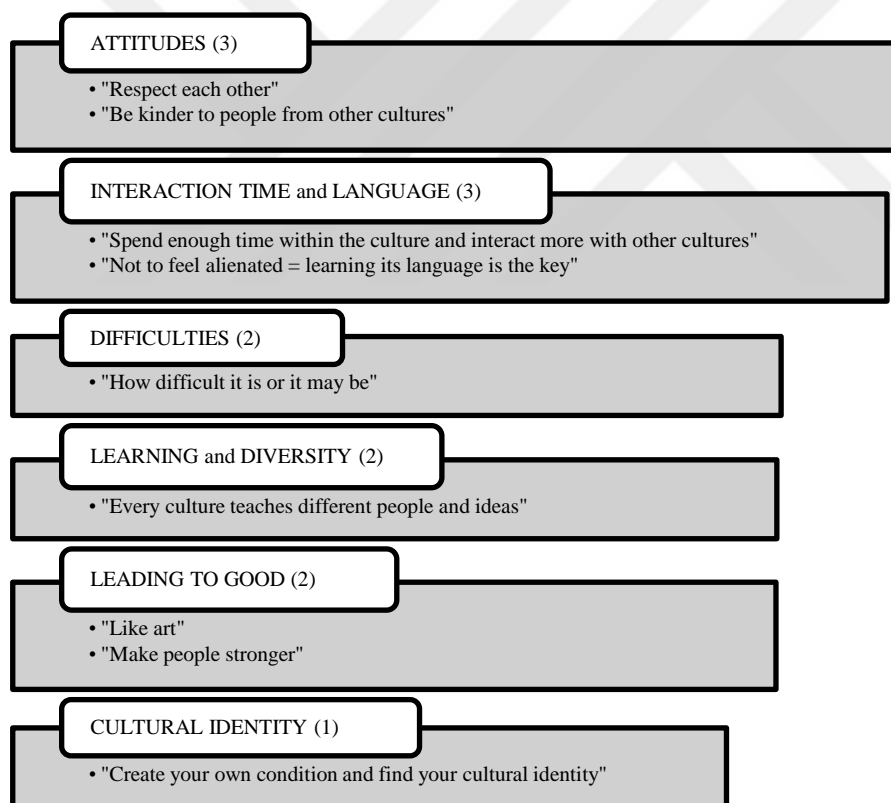 ATTITUDES (3)
• "Respect each other"
• "Be kinder to people from other cultures"
INTERACTION TIME and LANGUAGE (3)
• "Spend enough time within the culture and interact more with other cultures"
• "Not to feel alienated = learning its language is the key"
DIFFICULTIES (2)
• "How difficult it is or it may be"
LEARNING and DIVERSITY (2)
• "Every culture teaches different people and ideas"
LEADING TO GOOD (2)
• "Like art"
• "Make people stronger"
CULTURAL IDENTITY (1)
• "Create your own condition and find your cultural identity"